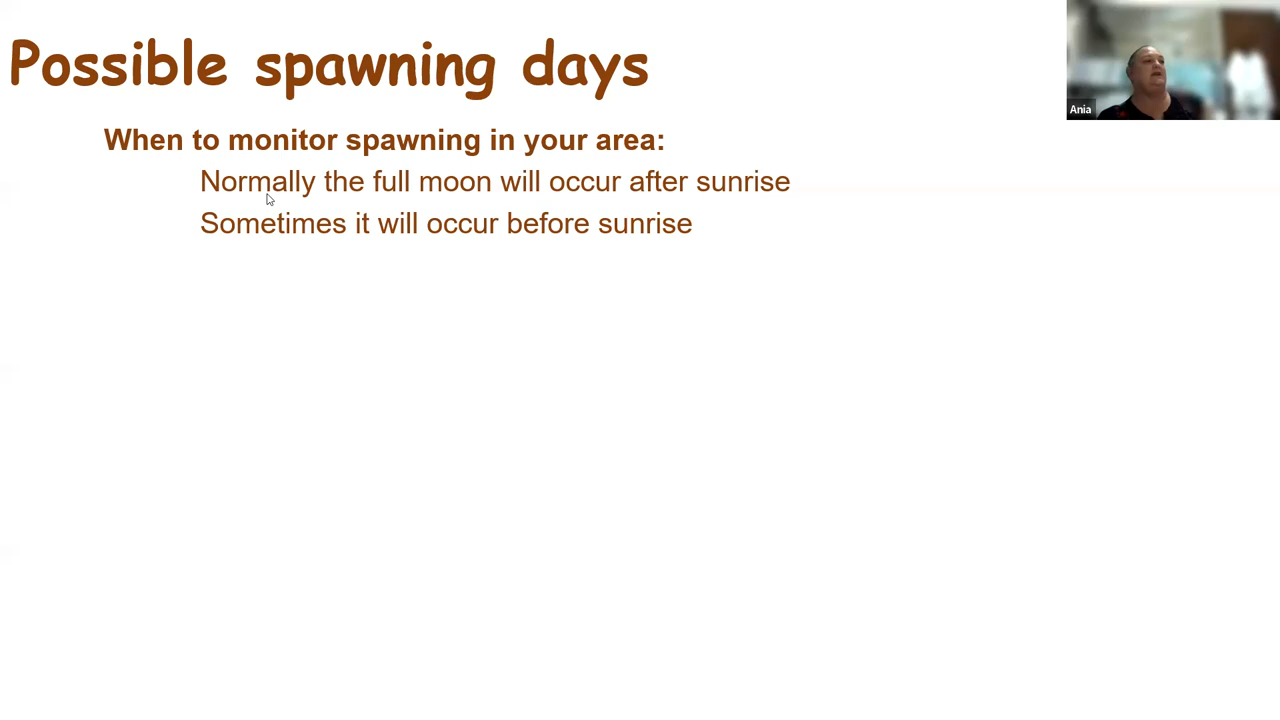 Possible spawning days
Ania
When to monitor spawning in your area:
Normally the full moon will occur after sunrise
Sometimes it will occur before sunrise